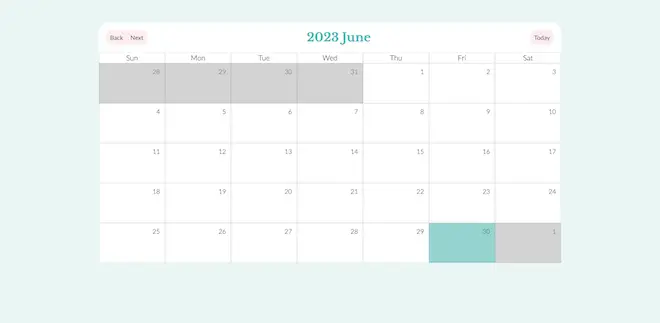 Back Next 2023 June Today
Sun Mon Tue Wed Thu Fri Sat
28 29 30 31 1 2 3
4 5 6 7 8 9 10
11 12 13 14 15 16 17
18 19 20 21 22 23 24
25 26 27 28 29 30 1